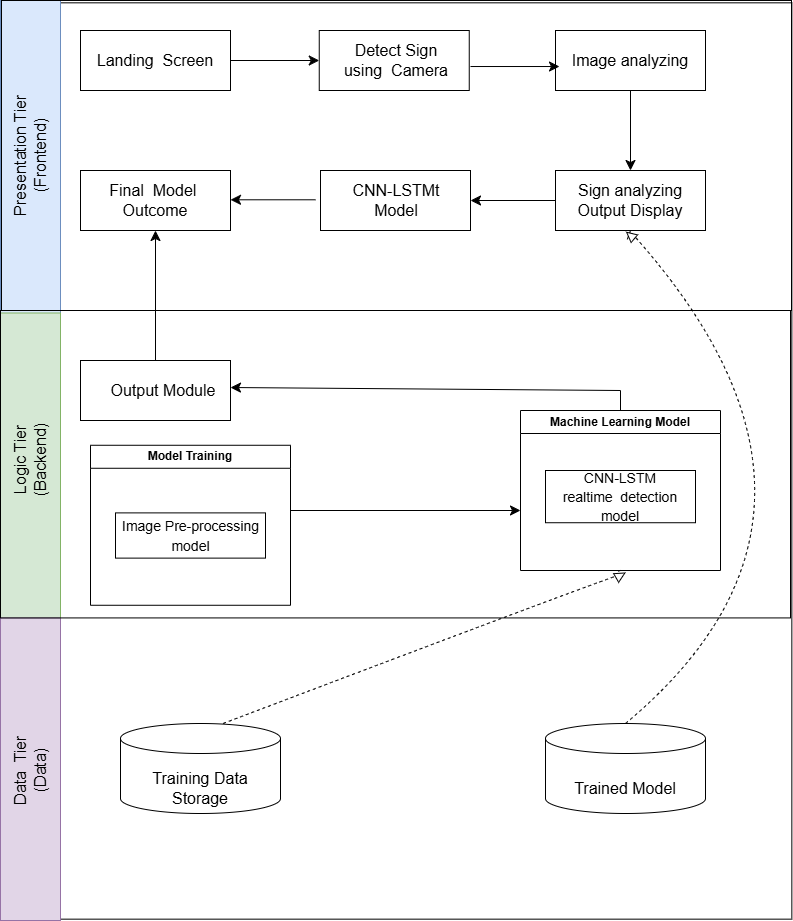 Presentation Tier
(Frontend)
Landing Screen
Detect Sign
using Camera
Image analyzing
Final Model
Outcome
CNN-LSTMt
Model
Sign analyzing
Output Display
Logic Tier
(Backend)
Output Module
Machine Learning Model
CNN-LSTM
realtime detection
model
Model Training
Image Pre-processing
model
Data Tier
(Data)
Training Data
Storage
Trained Model